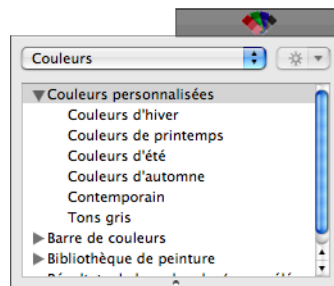 Couleurs
Couleurs personnalisées
Couleurs d'hiver
Couleurs de printemps
Couleurs d'été
Couleurs d'automne
Contemporain
Tons gris
Barre de couleurs
Bibliothèque de peinture